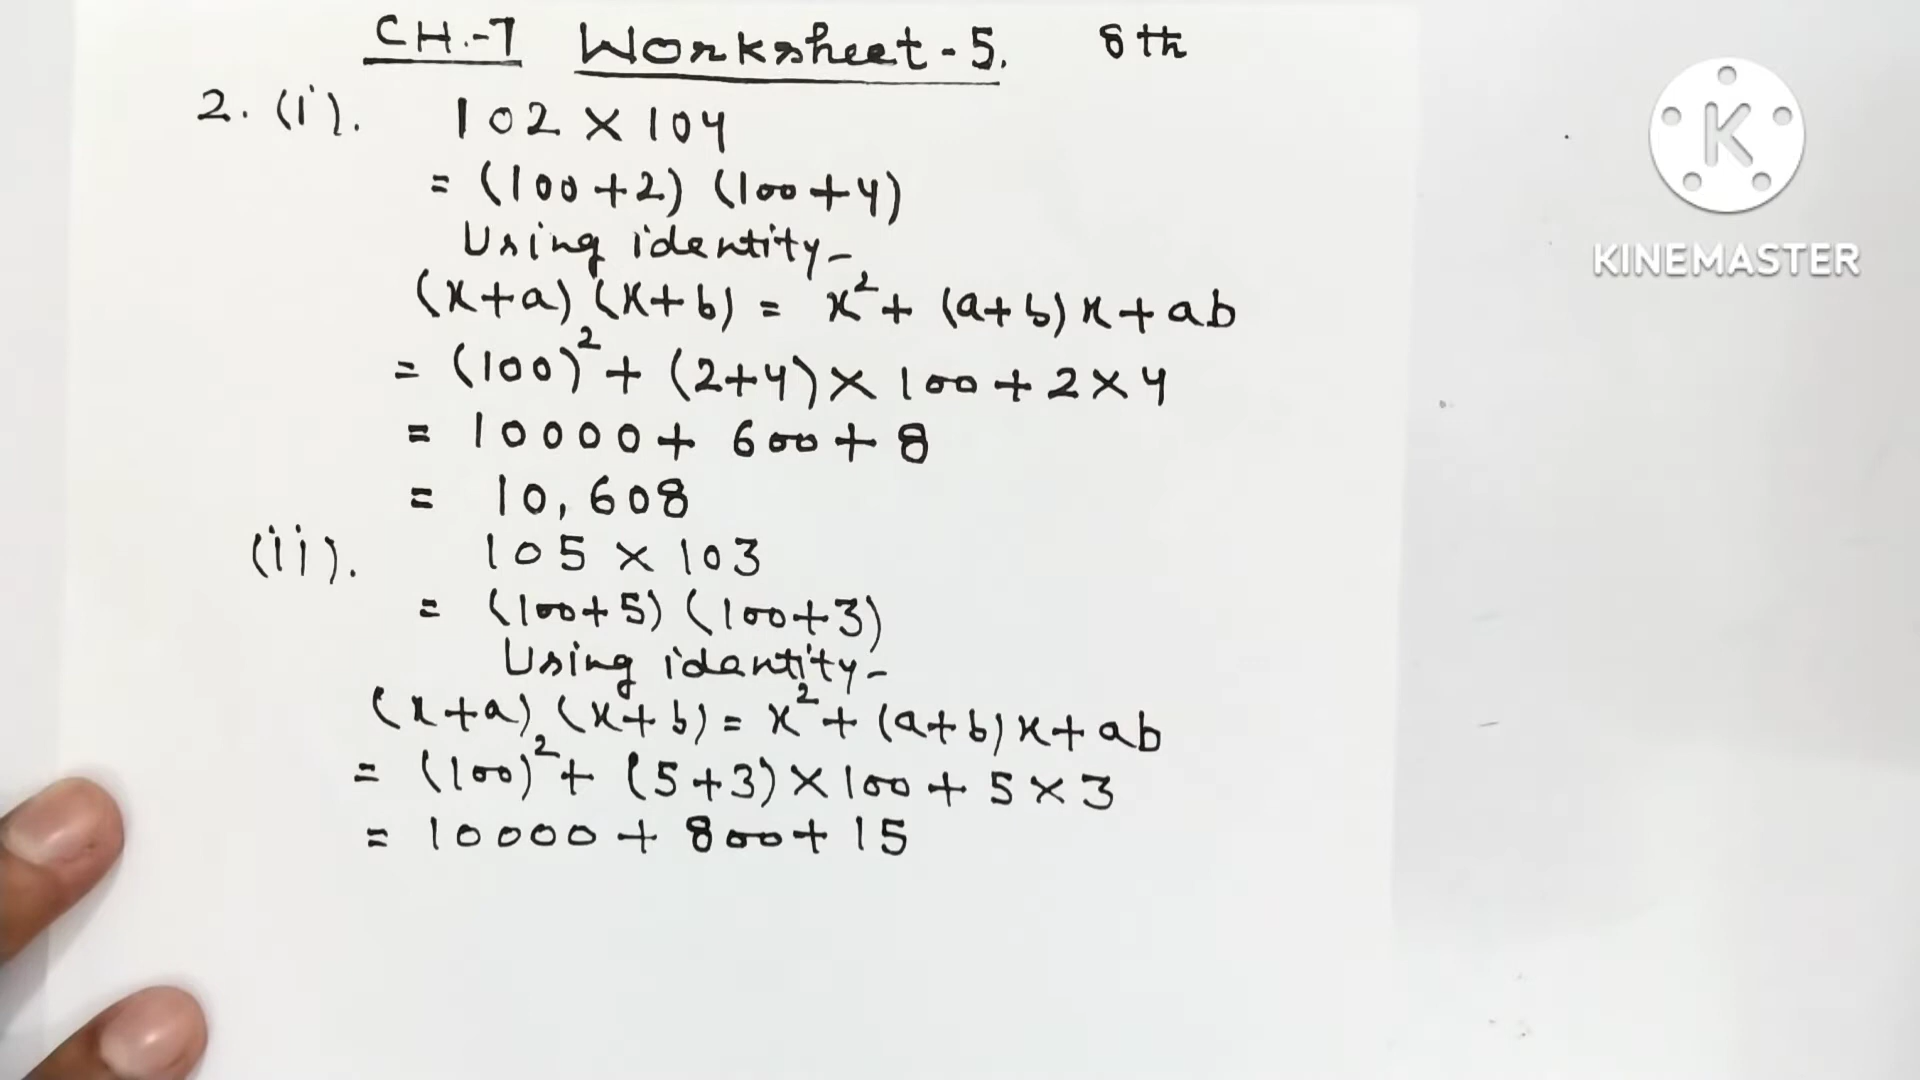 CH.-7 Worksheet-5. 8th
2. (i). 102 × 104
= (100+2) (100+4)
Using identity-
(x+a) (x+b) = x² + (a+b)x+ab
= (100)² + (2+4) × 100 + 2 × 4
= 10000 + 600 + 8
= 10,608
(ii). 105 × 103
= (100+5) (100+3)
Using identity-
(x+a) (x+b) = x² + (a+b)x+ab
= (100)² + (5+3) × 100 + 5 × 3
= 10000 + 800 + 15
K
KINEMASTER